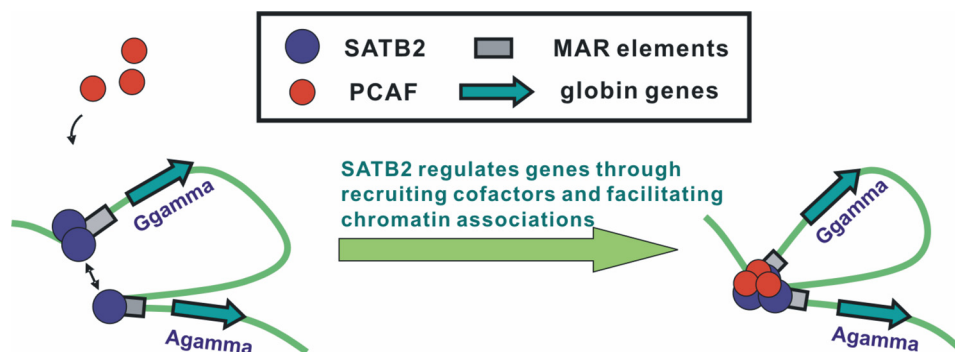 SATB2
MAR elements
PCAF
globin genes
SATB2 regulates genes through
recruiting cofactors and facilitating
chromatin associations
Ggamma
Agamma
Ggamma
Agamma